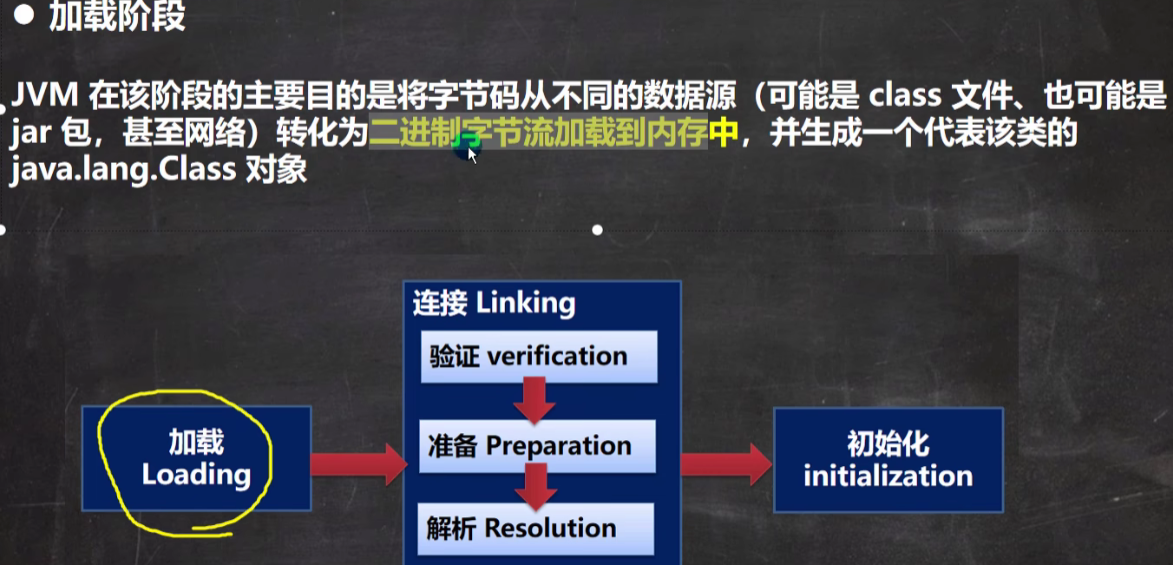 ● 加载阶段
JVM 在该阶段的主要目的是将字节码从不同的数据源（可能是 class 文件、也可能是
jar 包，甚至网络）转化为二进制字节流加载到内存中，并生成一个代表该类的
java.lang.Class 对象
连接 Linking
验证 verification
准备 Preparation
解析 Resolution
加载
Loading
初始化
initialization